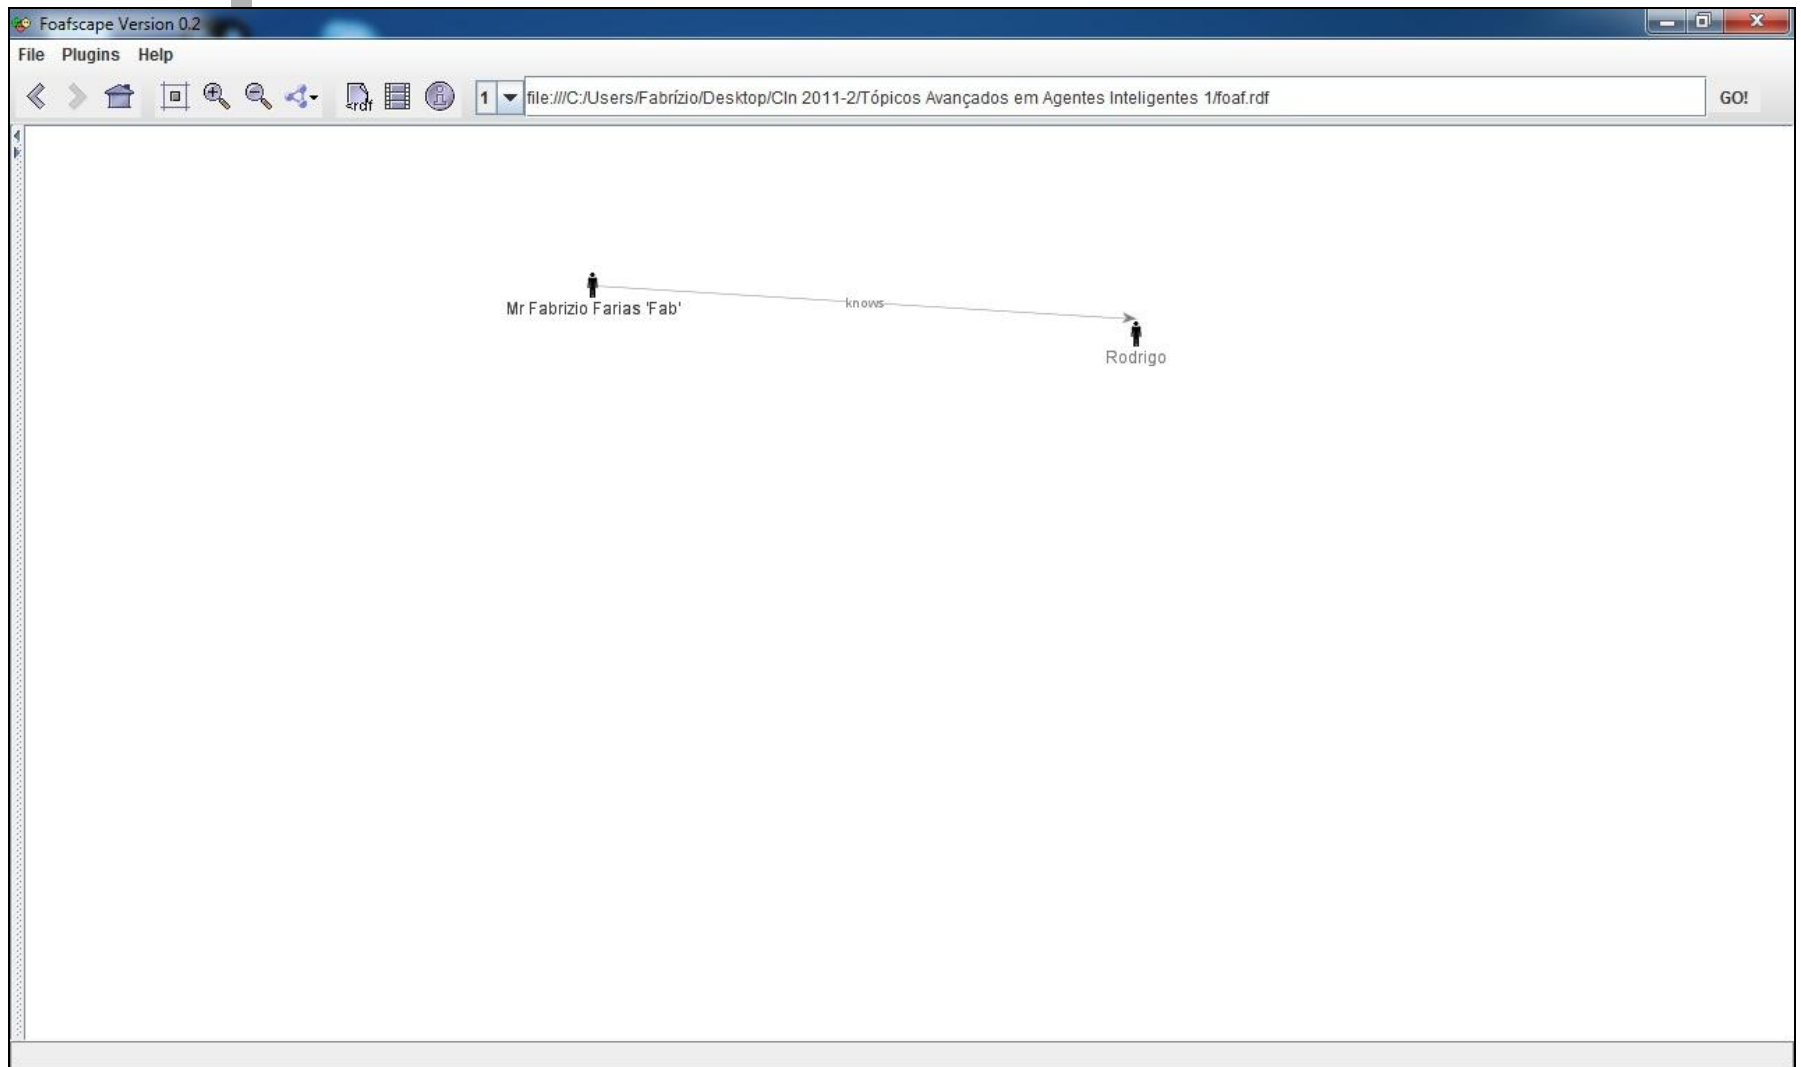 Foafscape Version 0.2
File Plugins Help
<rdf
1
file:///C:/Users/Fabrízio/Desktop/CIn 2011-2/Tópicos Avançados em Agentes Inteligentes 1/foaf.rdf
GO!
Mr Fabrizio Farias 'Fab'
knows
Rodrigo